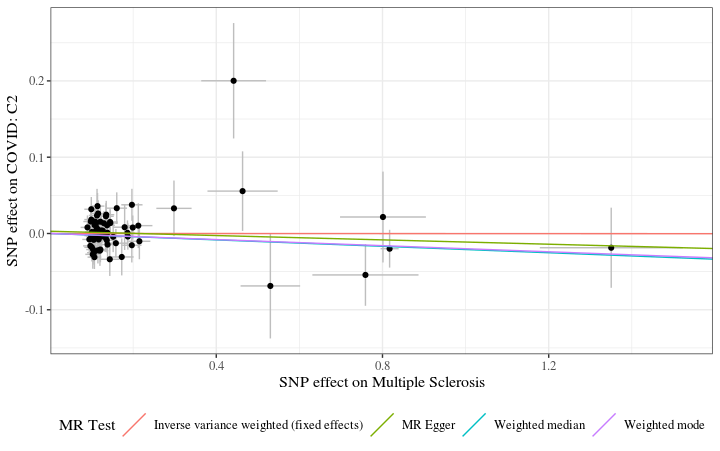 SNP effect on COVID: C2
0.2
0.1
0.0
-0.1
0.4
0.8
1.2
SNP effect on Multiple Sclerosis
MR Test
Inverse variance weighted (fixed effects)
MR Egger
Weighted median
Weighted mode